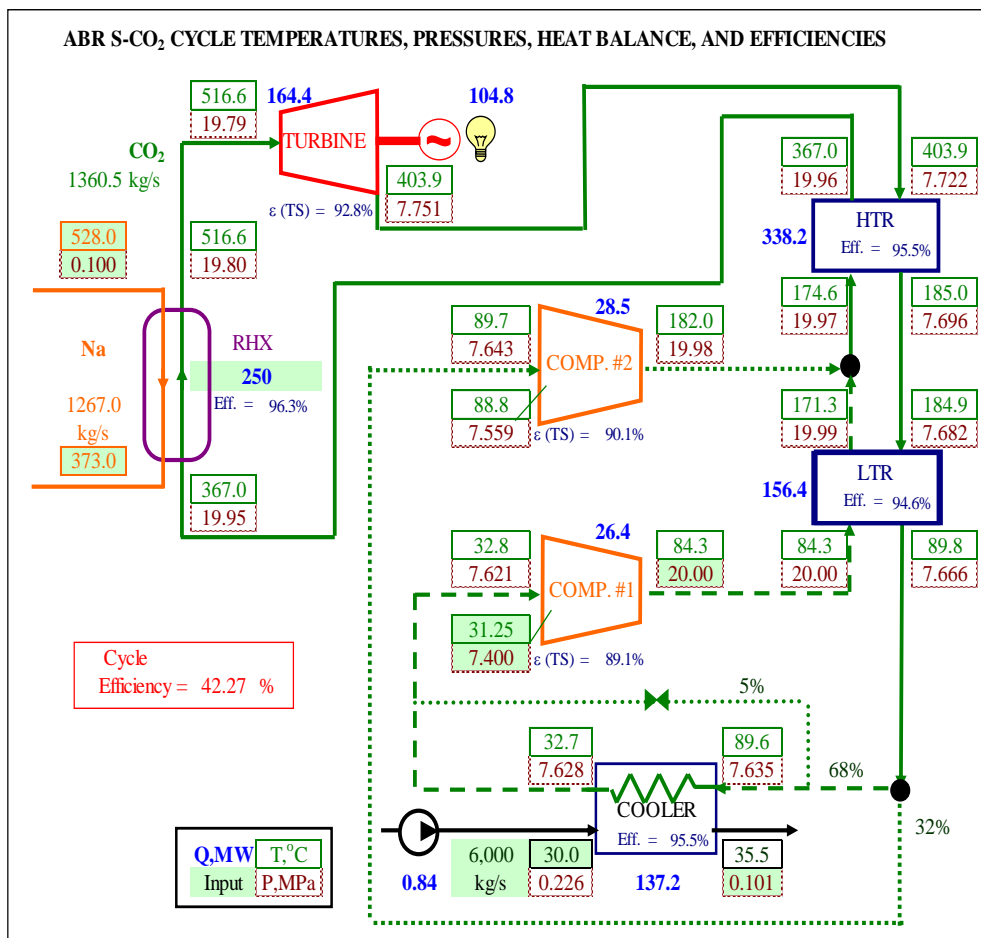 ABR S-CO2 CYCLE TEMPERATURES, PRESSURES, HEAT BALANCE, AND EFFICIENCIES
516.6
19.79
164.4
TURBINE
~
104.8
CO2
1360.5 kg/s
ε (TS) = 92.8%
403.9
7.751
367.0
19.96
403.9
7.722
528.0
0.100
516.6
19.80
338.2
HTR
Eff. = 95.5%
174.6
19.97
185.0
7.696
Na
1267.0
kg/s
373.0
RHX
250
Eff. = 96.3%
367.0
19.95
89.7
7.643
28.5
COMP. #2
182.0
19.98
88.8
7.559
ε (TS) = 90.1%
171.3
19.99
184.9
7.682
156.4
LTR
Eff. = 94.6%
32.8
7.621
26.4
COMP. #1
84.3
20.00
84.3
20.00
89.8
7.666
31.25
7.400
ε (TS) = 89.1%
Cycle
Efficiency = 42.27 %
5%
32.7
7.628
89.6
7.635
68%
COOLER
Eff. = 95.5%
32%
Q,MW
T,°C
Input
P,MPa
0.84
6,000
kg/s
30.0
0.226
137.2
35.5
0.101